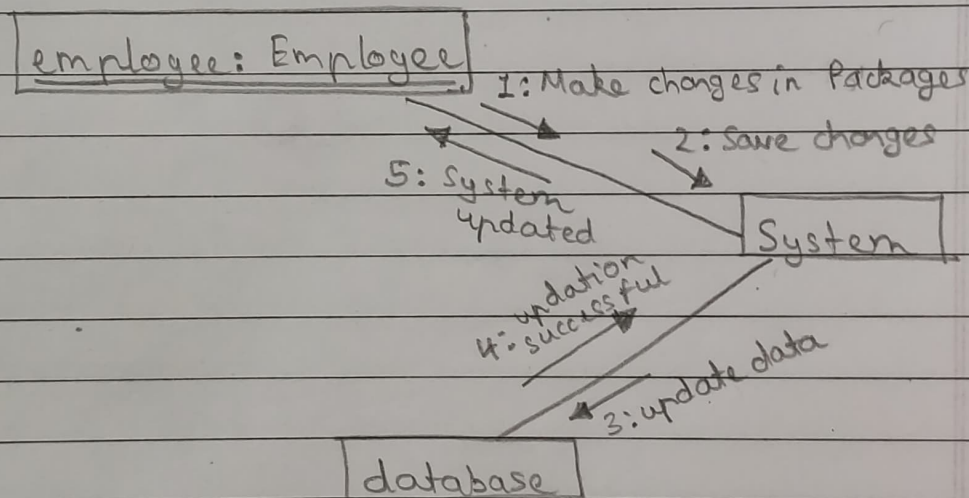 employee: Employee
1: Make changes in Packages
2: Save changes
5: System
updated
System
4: updation
successful
3: update data
database